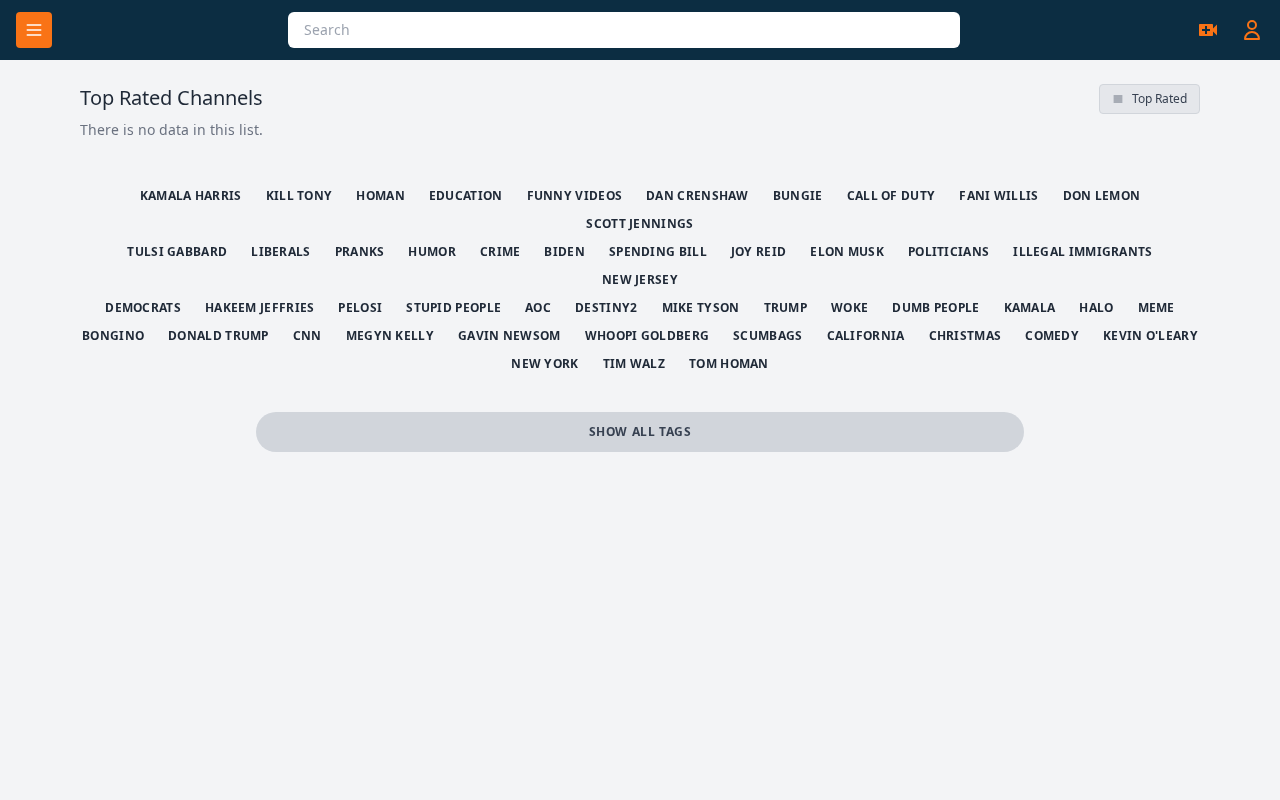 Search
Top Rated Channels
Top Rated
There is no data in this list.
KAMALA HARRIS KILL TONY HOMAN EDUCATION FUNNY VIDEOS DAN CRENSHAW BUNGIE CALL OF DUTY FANI WILLIS DON LEMON
SCOTT JENNINGS
TULSI GABBARD LIBERALS PRANKS HUMOR CRIME BIDEN SPENDING BILL JOY REID ELON MUSK POLITICIANS ILLEGAL IMMIGRANTS
NEW JERSEY
DEMOCRATS HAKEEM JEFFRIES PELOSI STUPID PEOPLE AOC DESTINY2 MIKE TYSON TRUMP WOKE DUMB PEOPLE KAMALA HALO MEME
BONGINO DONALD TRUMP CNN MEGYN KELLY GAVIN NEWSOM WHOOPI GOLDBERG SCUMBAGS CALIFORNIA CHRISTMAS COMEDY KEVIN O'LEARY
NEW YORK TIM WALZ TOM HOMAN
SHOW ALL TAGS